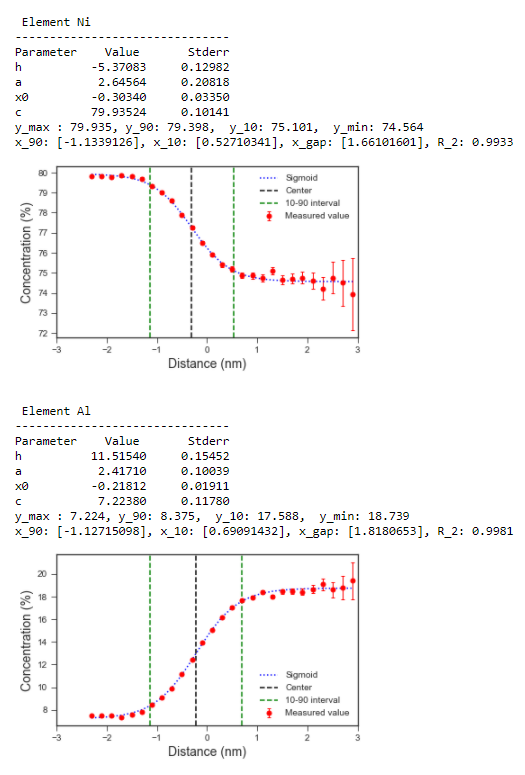 Element Ni
-------------------------------
Parameter Value Stderr
h -5.37083 0.12982
a 2.64564 0.20818
x0 -0.30340 0.03350
c 79.93524 0.10141
y_max : 79.935, y_90: 79.398, y_10: 75.101, y_min: 74.564
x_90: [-1.1339126], x_10: [0.52710341], x_gap: [1.66101601], R_2: 0.9933
80
79
78
77
76
75
74
73
72
Concentration (%)
Sigmoid
Center
10-90 interval
Measured value
−3 −2 −1 0 1 2 3
Distance (nm)
Element Al
-------------------------------
Parameter Value Stderr
h 11.51540 0.15452
a 2.41710 0.10039
x0 -0.21812 0.01911
c 7.22380 0.11780
y_max : 7.224, y_90: 8.375, y_10: 17.588, y_min: 18.739
x_90: [-1.12715098], x_10: [0.69091432], x_gap: [1.8180653], R_2: 0.9981
20
18
16
14
12
10
8
Concentration (%)
Sigmoid
Center
10-90 interval
Measured value
−3 −2 −1 0 1 2 3
Distance (nm)